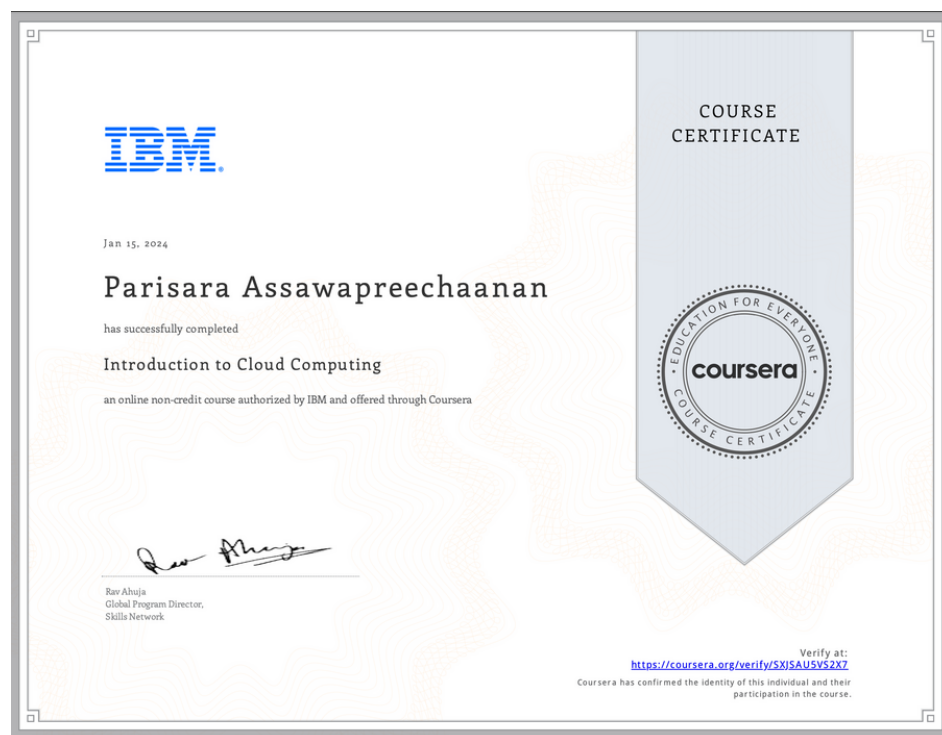 COURSE
CERTIFICATE
IBM®
Jan 15, 2024
Parisara Assawapreechaanan
has successfully completed
Introduction to Cloud Computing
an online non-credit course authorized by IBM and offered through Coursera
EDUCATION FOR EVERYONE
coursera
COURSE CERTIFICATE
Rav Ahuja
Rav Ahuja
Global Program Director,
Skills Network
Verify at:
https://coursera.org/verify/SXJSAU5VS2X7
Coursera has confirmed the identity of this individual and their
participation in the course.